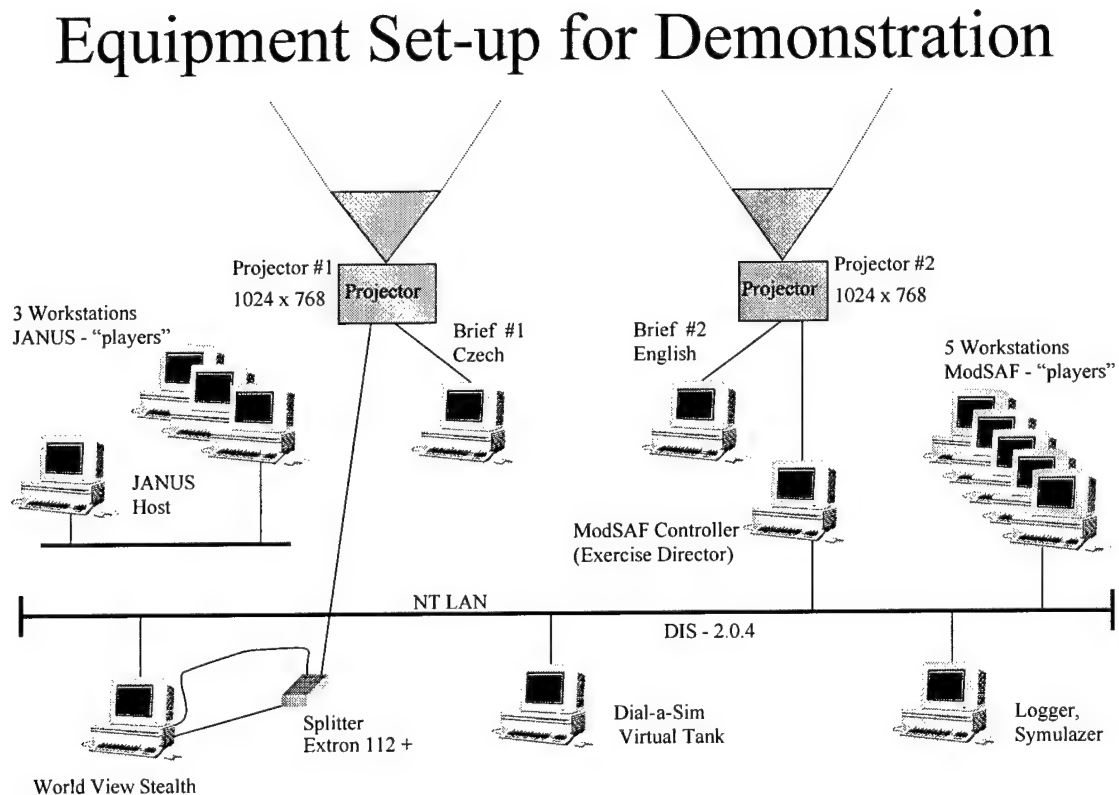 Equipment Set-up for Demonstration
Projector #1
1024 x 768
Projector
Projector
Projector #2
1024 x 768
3 Workstations
JANUS - “players”
Brief #1
Czech
Brief #2
English
5 Workstations
ModSAF - “players”
JANUS
Host
ModSAF Controller
(Exercise Director)
NT LAN
DIS - 2.0.4
Splitter
Extron 112 +
Dial-a-Sim
Virtual Tank
Logger,
Symulazer
World View Stealth